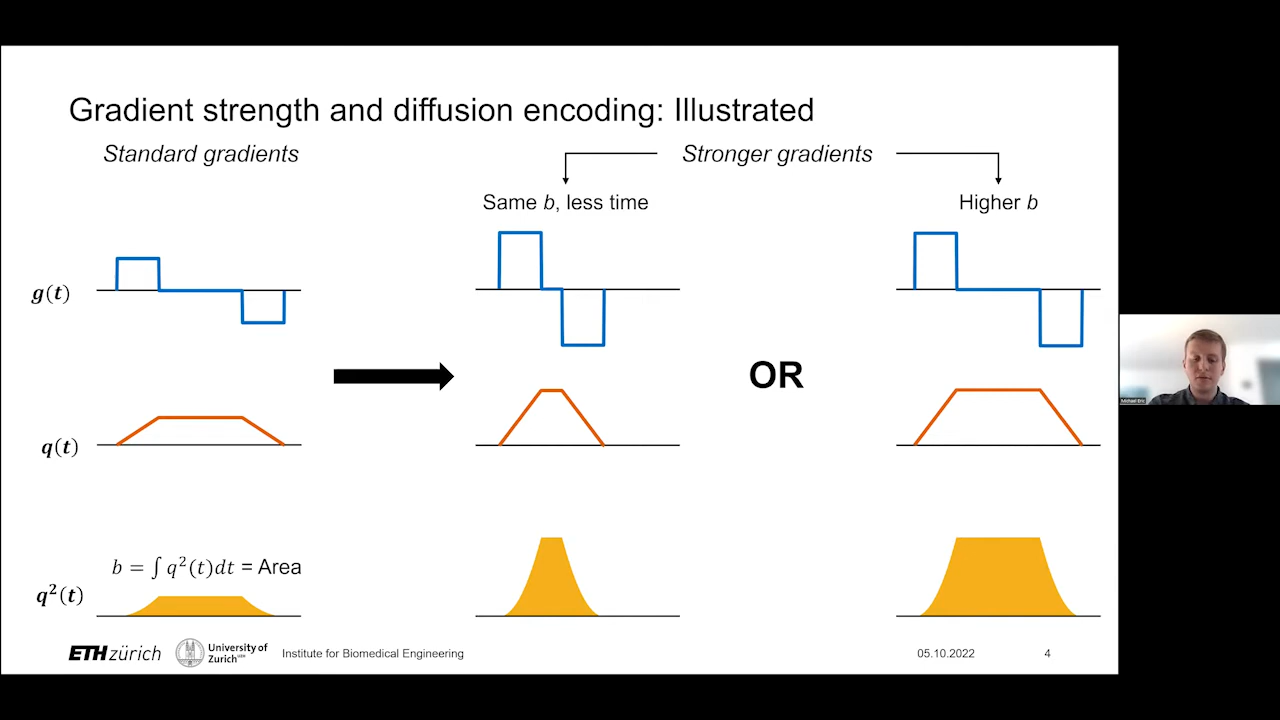 Gradient strength and diffusion encoding: Illustrated
Standard gradients
Stronger gradients
Same b, less time
Higher b
g(t)
OR
q(t)
b = ∫ q²(t)dt = Area
q²(t)
ETH zürich
University of
Zurich
Institute for Biomedical Engineering
05.10.2022
4